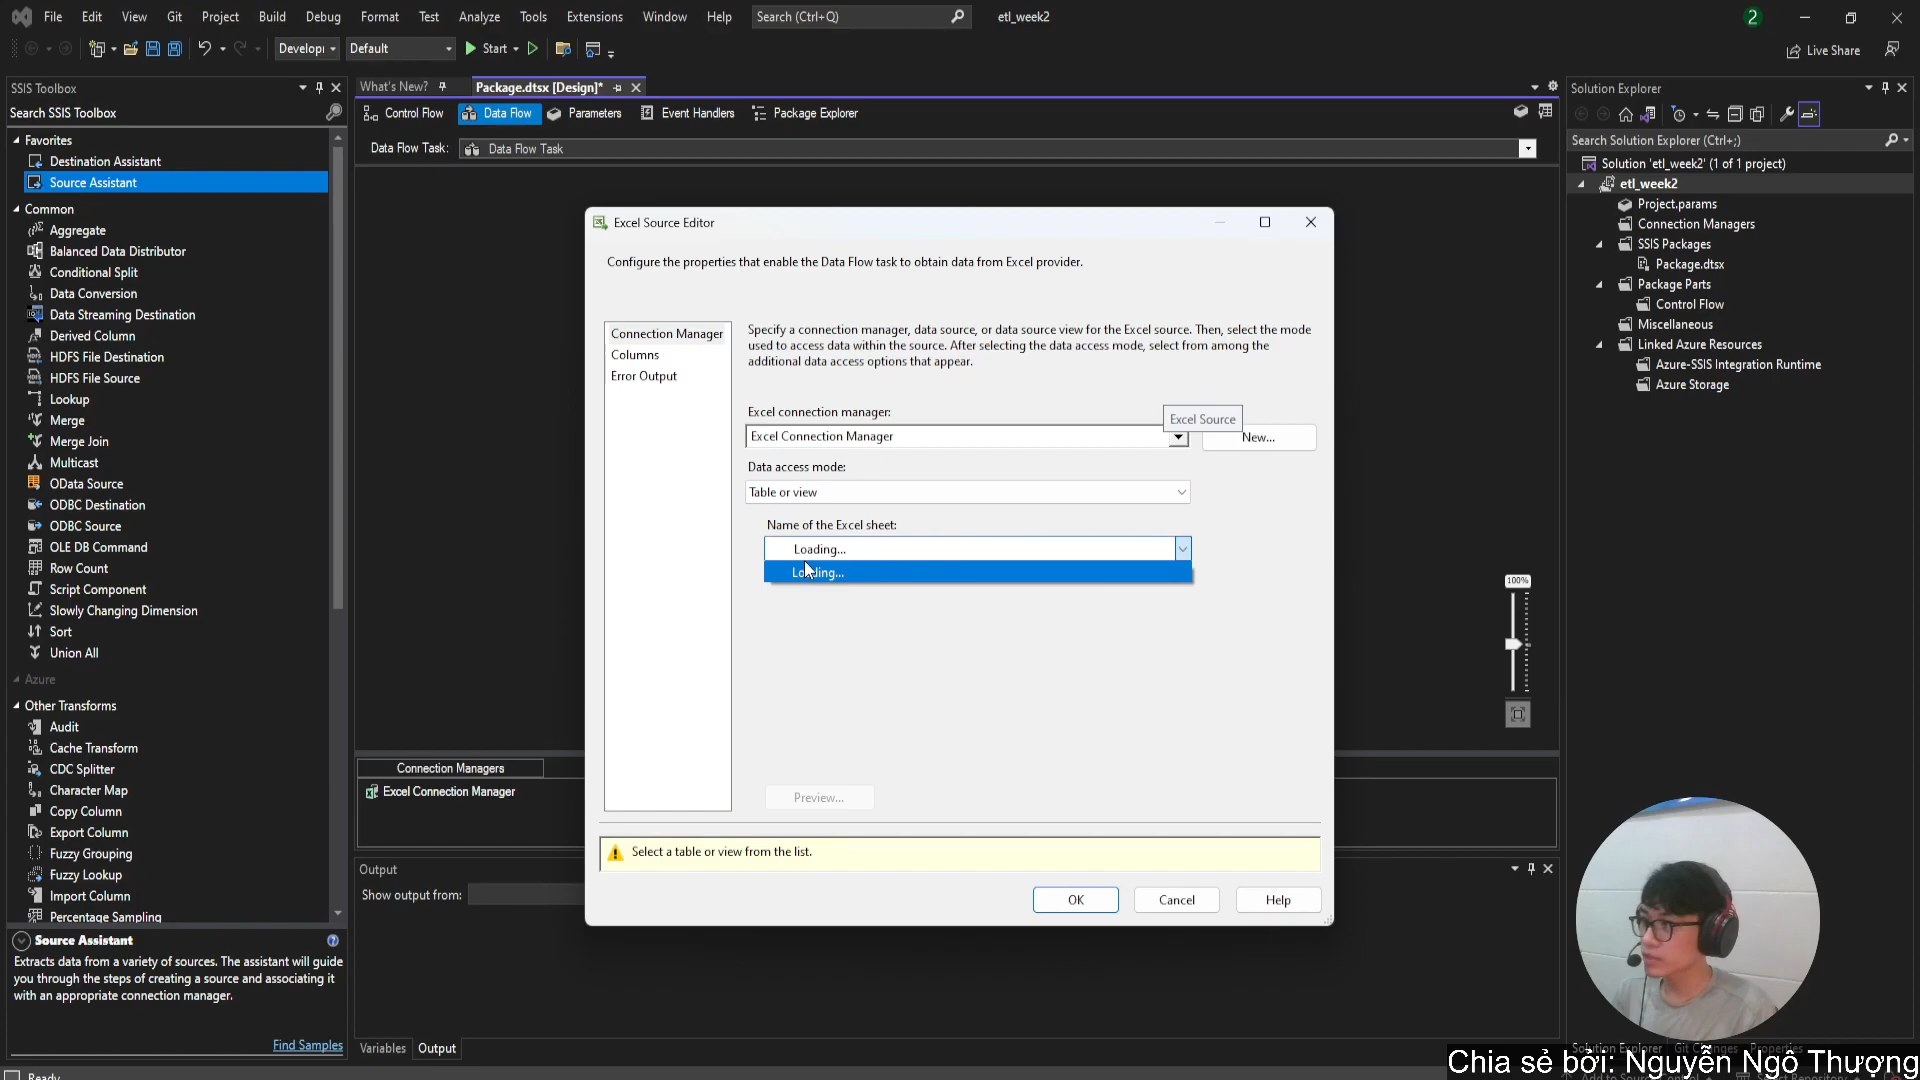 File Edit View Git Project Build Debug Format Test Analyze Tools Extensions Window Help Search (Ctrl+Q) etl_week2 2
Developı Default Start Live Share
SSIS Toolbox
Search SSIS Toolbox
Favorites
Destination Assistant
Source Assistant
Common
Aggregate
Balanced Data Distributor
Conditional Split
Data Conversion
Data Streaming Destination
Derived Column
HDFS File Destination
HDFS File Source
Lookup
Merge
Merge Join
Multicast
OData Source
ODBC Destination
ODBC Source
OLE DB Command
Row Count
Script Component
Slowly Changing Dimension
Sort
Union All
Azure
Other Transforms
Audit
Cache Transform
CDC Splitter
Character Map
Copy Column
Export Column
Fuzzy Grouping
Fuzzy Lookup
Import Column
Percentage Sampling
Source Assistant
Extracts data from a variety of sources. The assistant will guide
you through the steps of creating a source and associating it
with an appropriate connection manager.
Find Samples
What's New? Package.dtsx [Design]*
Control Flow Data Flow Parameters Event Handlers Package Explorer
Data Flow Task: Data Flow Task
Excel Source Editor
Configure the properties that enable the Data Flow task to obtain data from Excel provider.
Connection Manager
Columns
Error Output
Specify a connection manager, data source, or data source view for the Excel source. Then, select the mode
used to access data within the source. After selecting the data access mode, select from among the
additional data access options that appear.
Excel connection manager:
Excel Source
Excel Connection Manager
New...
Data access mode:
Table or view
Name of the Excel sheet:
Loading...
Loading...
Preview...
Select a table or view from the list.
OK Cancel Help
100%
Connection Managers
Excel Connection Manager
Output
Show output from:
Variables Output
Solution Explorer
Search Solution Explorer (Ctrl+;)
Solution 'etl_week2' (1 of 1 project)
etl_week2
Project.params
Connection Managers
SSIS Packages
Package.dtsx
Package Parts
Control Flow
Miscellaneous
Linked Azure Resources
Azure-SSIS Integration Runtime
Azure Storage
Solution Explorer Git Changes Properties
Chia sẻ bởi: Nguyễn Ngô Thượng
Ready